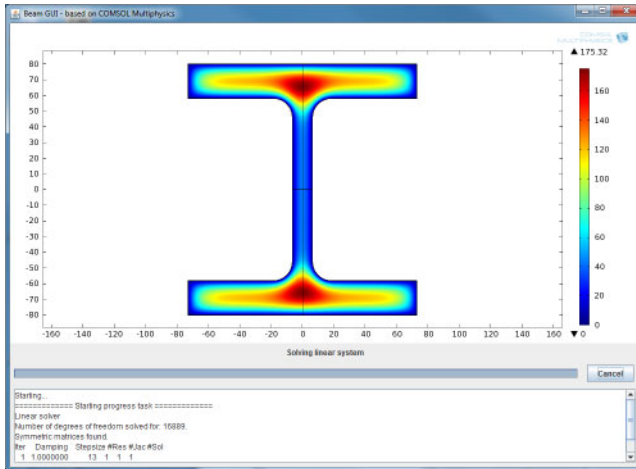 Beam GUI - based on COMSOL Multiphysics
COMSOL
MULTIPHYSICS
▲ 175.32
80
70
60
50
40
30
20
10
0
-10
-20
-30
-40
-50
-60
-70
-80
160
140
120
100
80
60
40
20
0
-160 -140 -120 -100 -80 -60 -40 -20 0 20 40 60 80 100 120 140 160
▼ 0
Solving linear system
Cancel
Starting...
============= Starting progress task =============
Linear solver
Number of degrees of freedom solved for: 16889.
Symmetric matrices found.
Iter Damping Stepsize #Res #Jac #Sol
1 1.0000000 13 1 1 1